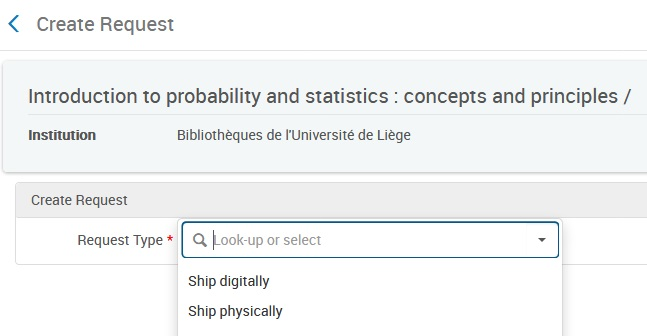 Create Request
Introduction to probability and statistics : concepts and principles /
Institution Bibliothèques de l'Université de Liège
Create Request
Request Type * Look-up or select
Ship digitally
Ship physically